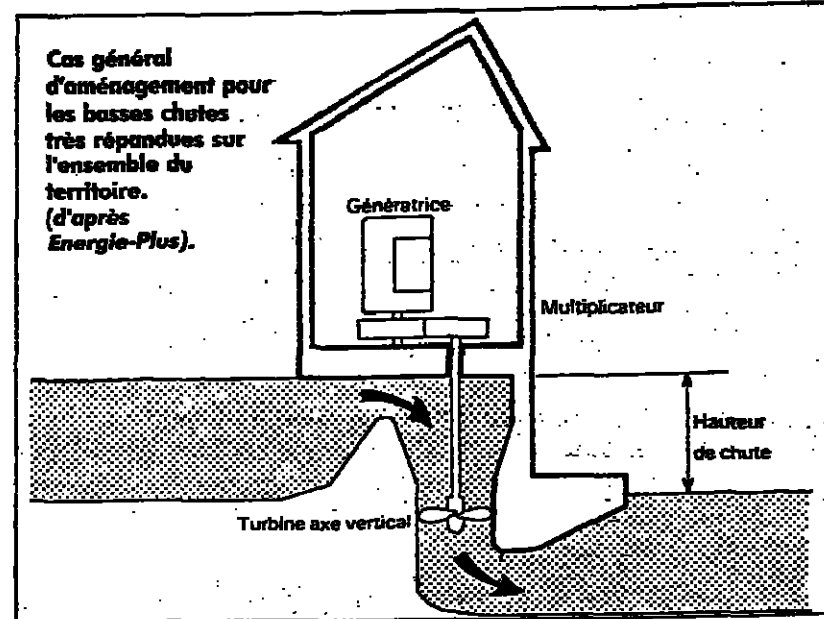 Cas général
d'aménagement pour
les basses chutes
très répandues sur
l'ensemble du
territoire.
(d'après
Energie-Plus).
Génératrice
Multiplicateur
Hauteur
de chute
Turbine axe vertical